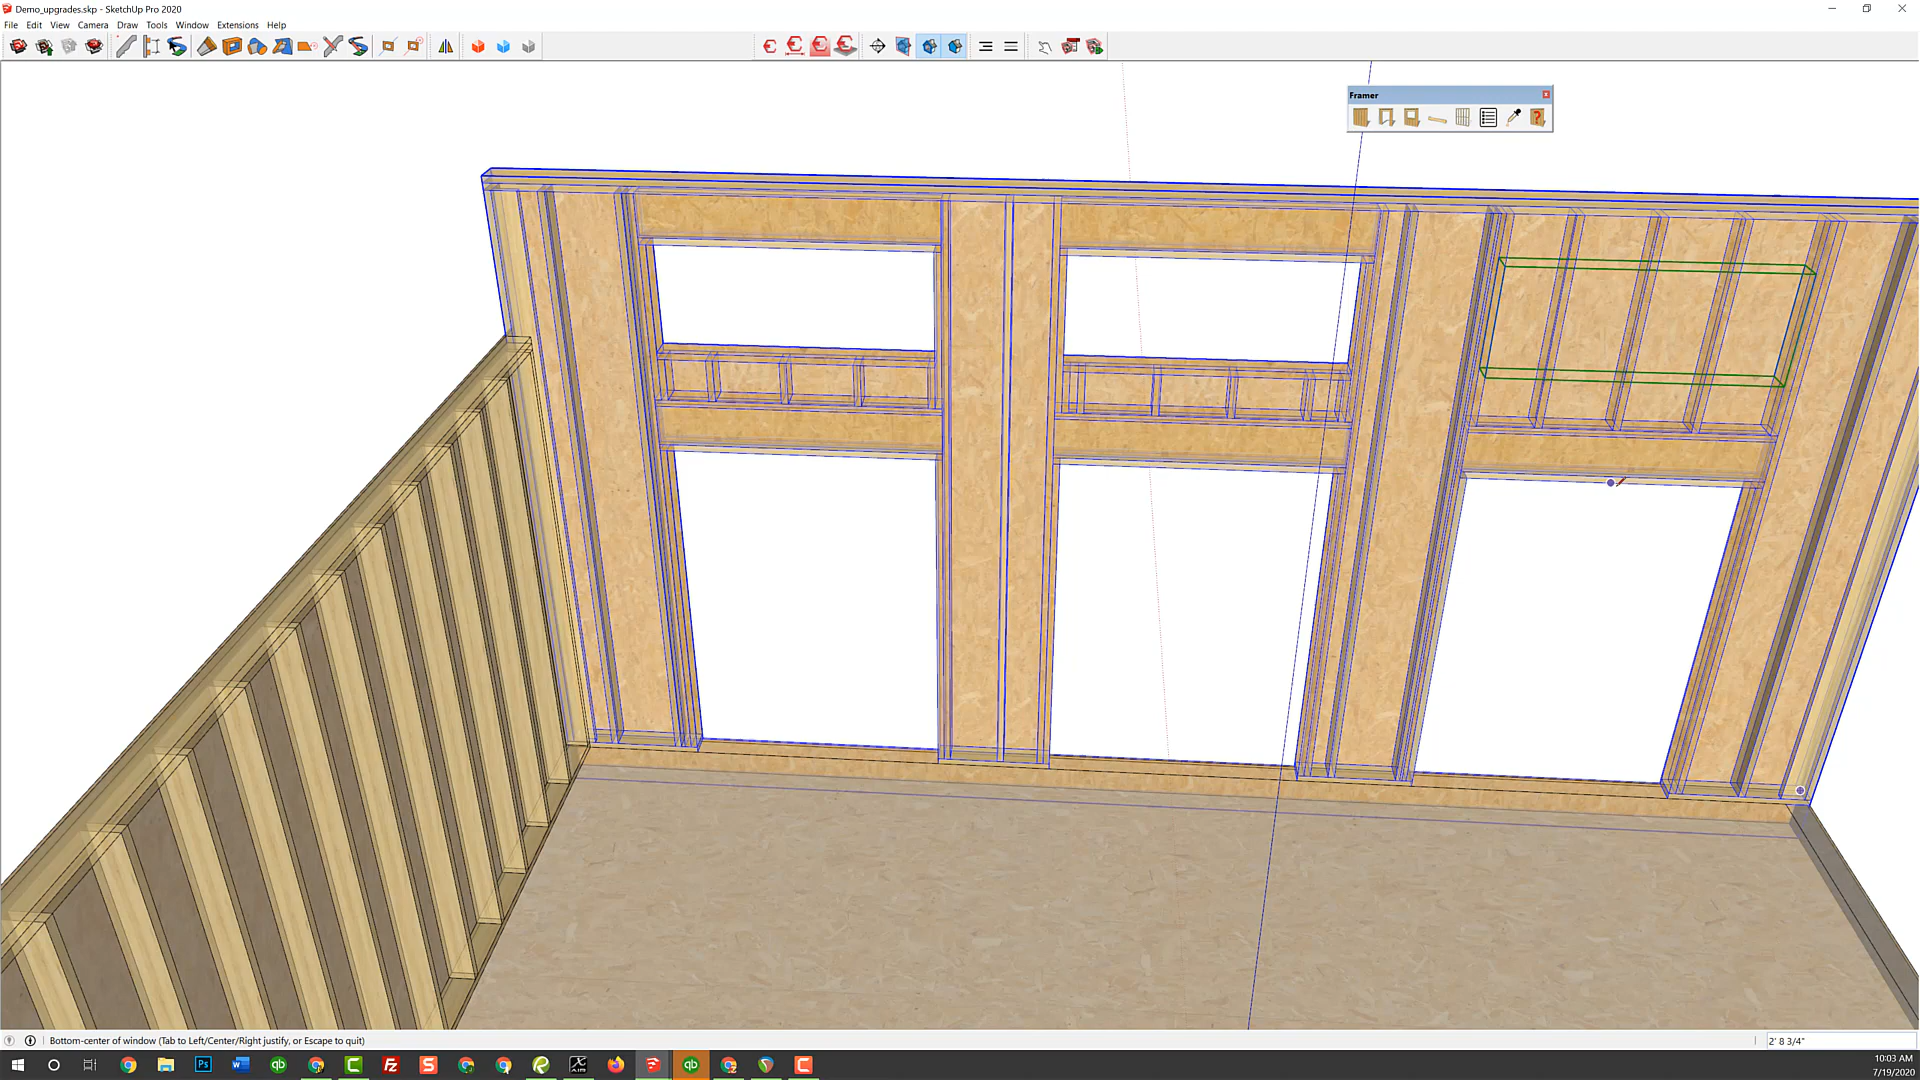 Demo_upgrades.skp - SketchUp Pro 2020
File Edit View Camera Draw Tools Window Extensions Help
Framer
Bottom-center of window (Tab to Left/Center/Right justify, or Escape to quit)
2' 8 3/4"
10:03 AM
7/19/2020